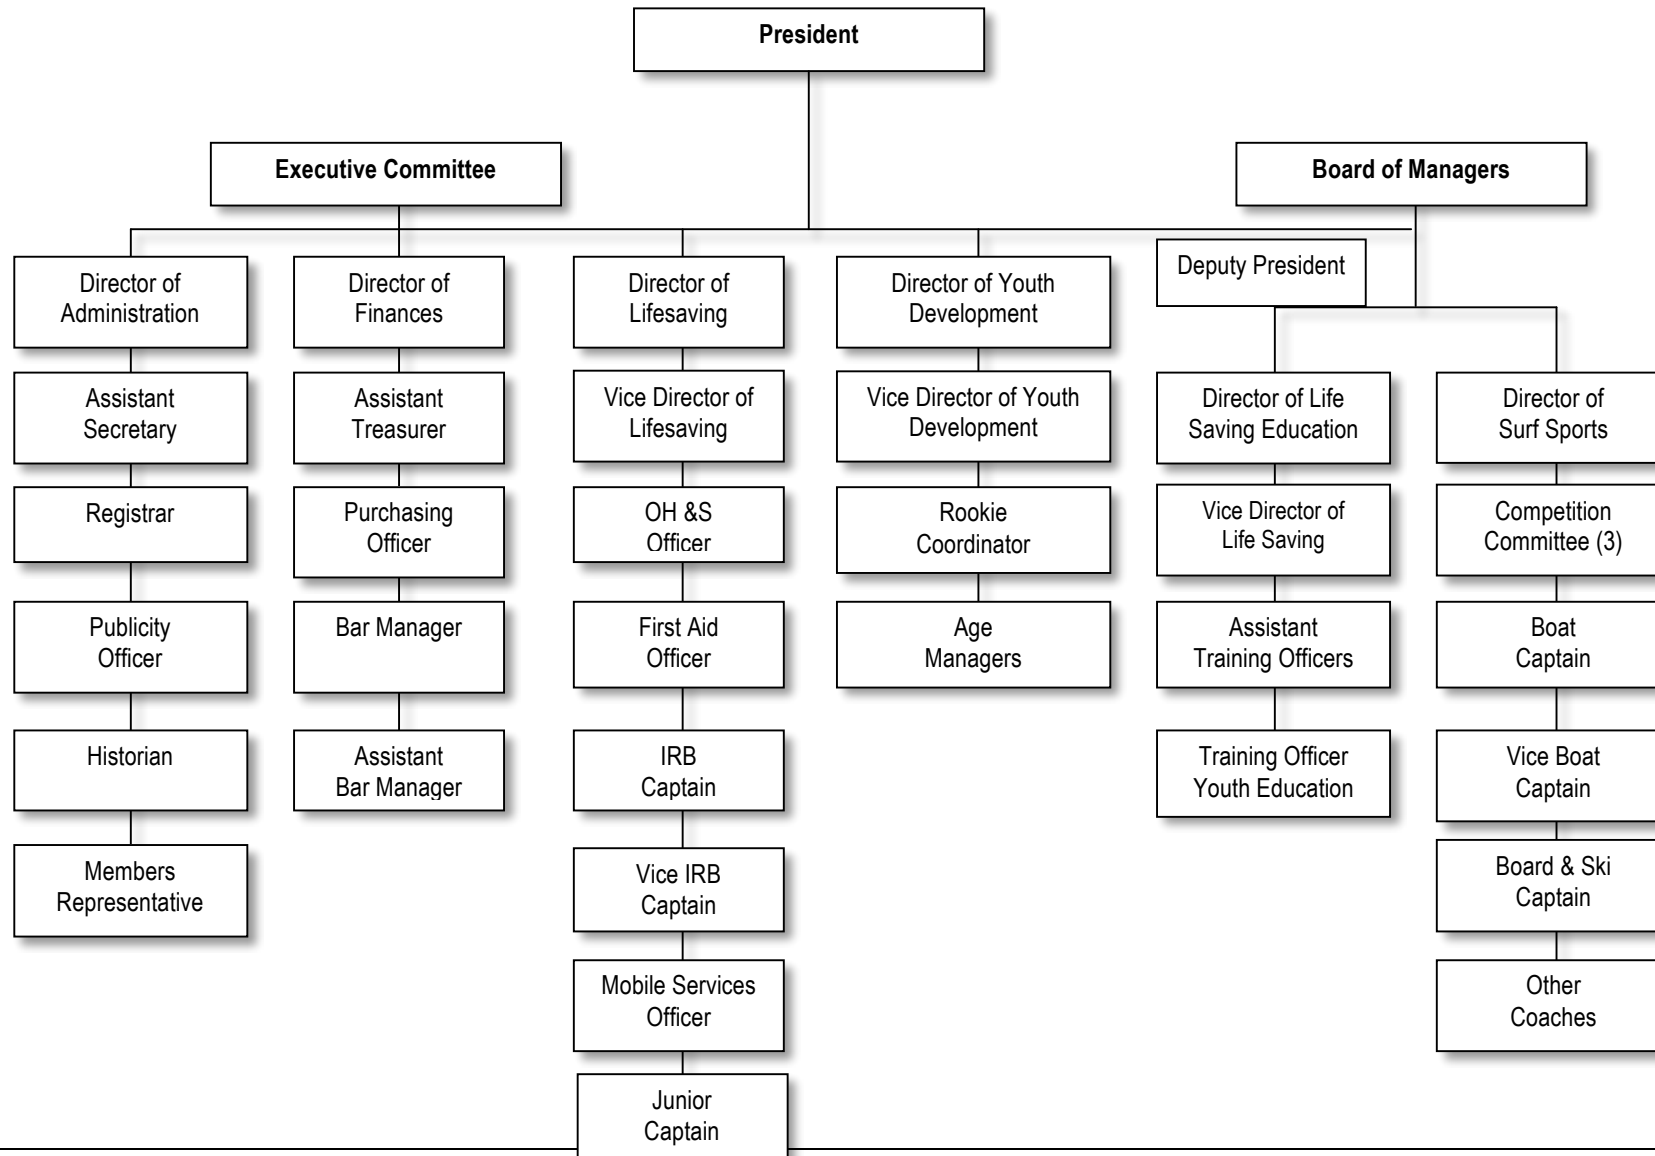 President
Executive Committee
Board of Managers
Deputy President
Director of
Administration
Director of
Finances
Director of
Lifesaving
Director of Youth
Development
Assistant
Secretary
Assistant
Treasurer
Vice Director of
Lifesaving
Vice Director of Youth
Development
Director of Life
Saving Education
Director of
Surf Sports
Registrar
Purchasing
Officer
OH &S
Officer
Rookie
Coordinator
Vice Director of
Life Saving
Competition
Committee (3)
Publicity
Officer
Bar Manager
First Aid
Officer
Age
Managers
Assistant
Training Officers
Boat
Captain
Historian
Assistant
Bar Manager
IRB
Captain
Training Officer
Youth Education
Vice Boat
Captain
Members
Representative
Vice IRB
Captain
Board & Ski
Captain
Mobile Services
Officer
Other
Coaches
Junior
Captain